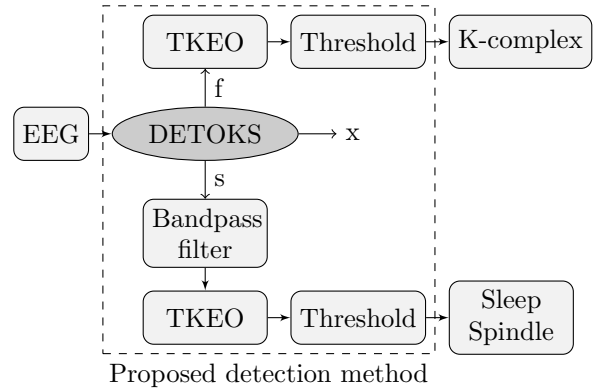 TKEO
Threshold
K-complex
f
EEG
DETOKS
x
s
Bandpass
filter
TKEO
Threshold
Sleep
Spindle
Proposed detection method